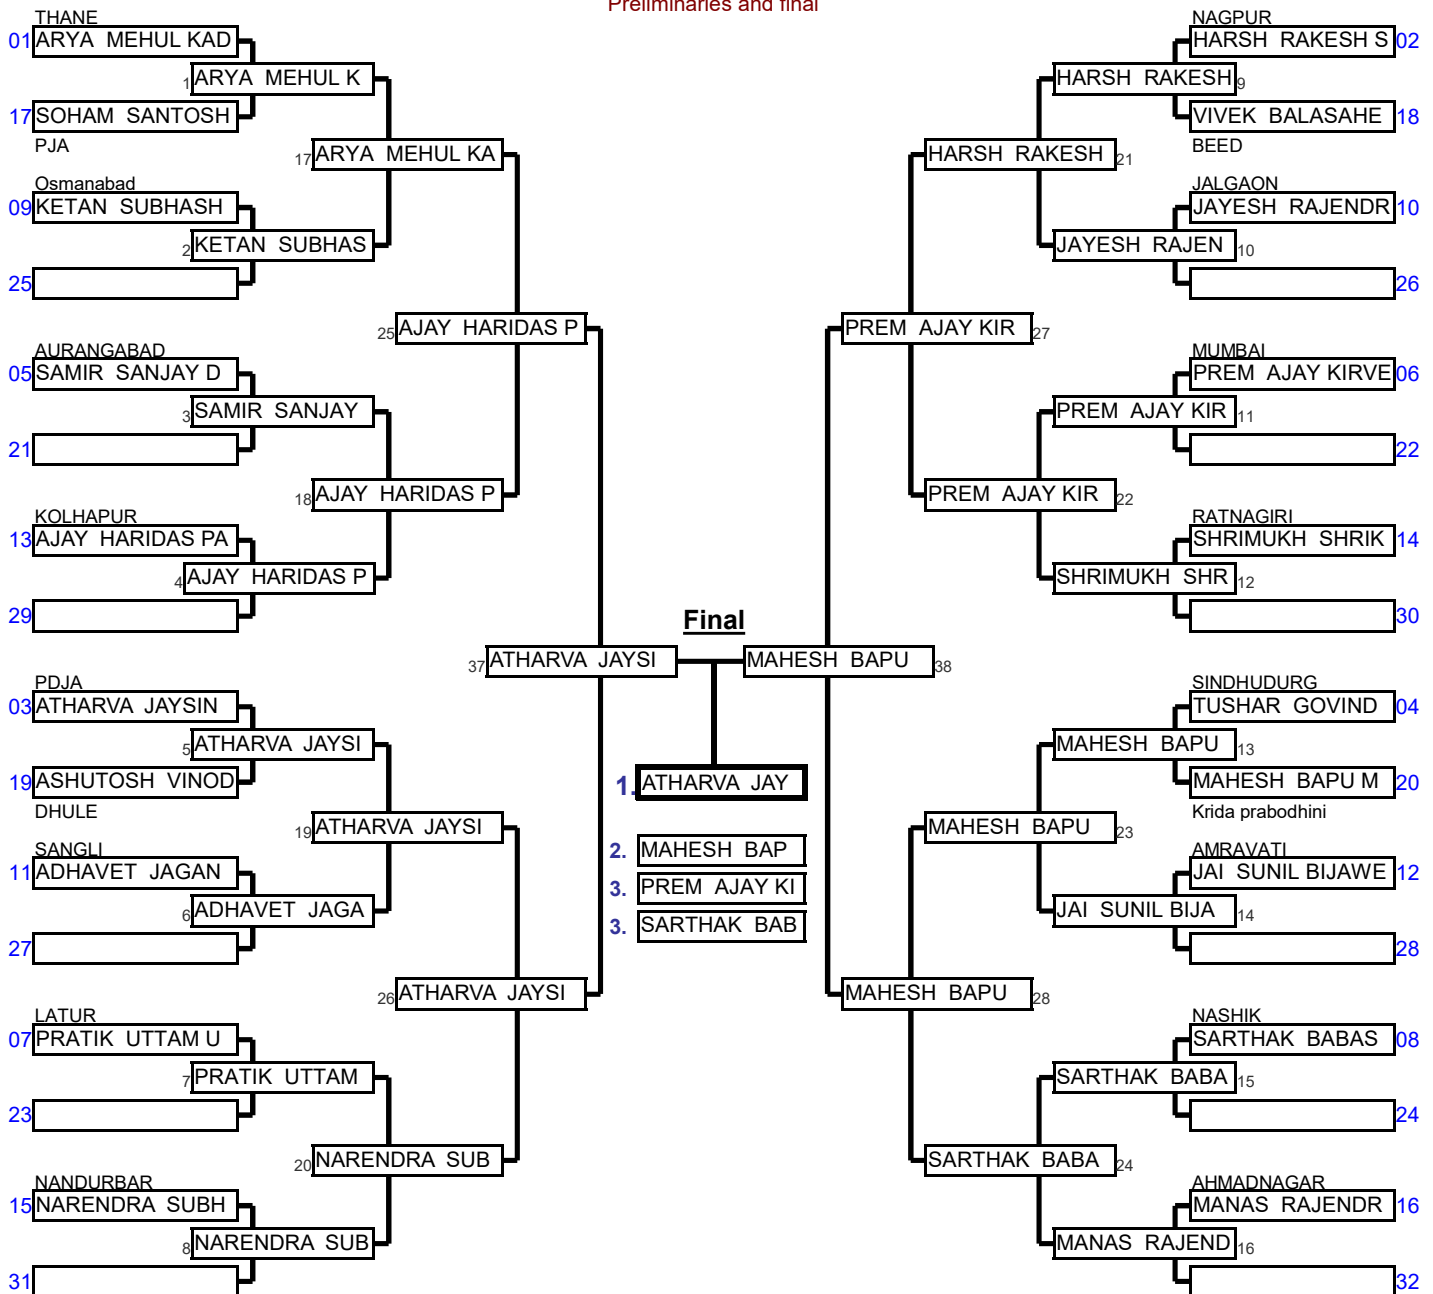 Preliminaries and final
THANE
01 ARYA MEHUL KAD
1 ARYA MEHUL K
17 SOHAM SANTOSH
PJA
17 ARYA MEHUL KA
Osmanabad
09 KETAN SUBHASH
2 KETAN SUBHAS
25
25 AJAY HARIDAS P
AURANGABAD
05 SAMIR SANJAY D
3 SAMIR SANJAY
21
18 AJAY HARIDAS P
KOLHAPUR
13 AJAY HARIDAS PA
4 AJAY HARIDAS P
29
37 ATHARVA JAYSI
PDJA
03 ATHARVA JAYSIN
5 ATHARVA JAYSI
19 ASHUTOSH VINOD
DHULE
19 ATHARVA JAYSI
SANGLI
11 ADHAVET JAGAN
6 ADHAVET JAGA
27
26 ATHARVA JAYSI
LATUR
07 PRATIK UTTAM U
7 PRATIK UTTAM
23
20 NARENDRA SUB
NANDURBAR
15 NARENDRA SUBH
8 NARENDRA SUB
31
Final
1. ATHARVA JAY
2. MAHESH BAP
3. PREM AJAY KI
3. SARTHAK BAB
NAGPUR
HARSH RAKESH S 02
HARSH RAKESH 9
VIVEK BALASAHE 18
BEED
HARSH RAKESH 21
JALGAON
JAYESH RAJENDR 10
JAYESH RAJEN 10
26
PREM AJAY KIR 27
MUMBAI
PREM AJAY KIRVE 06
PREM AJAY KIR 11
22
PREM AJAY KIR 22
RATNAGIRI
SHRIMUKH SHRIK 14
SHRIMUKH SHR 12
30
MAHESH BAPU 38
SINDHUDURG
TUSHAR GOVIND 04
MAHESH BAPU 13
MAHESH BAPU M 20
Krida prabodhini
MAHESH BAPU 23
AMRAVATI
JAI SUNIL BIJAWE 12
JAI SUNIL BIJA 14
28
MAHESH BAPU 28
NASHIK
SARTHAK BABAS 08
SARTHAK BABA 15
24
SARTHAK BABA 24
AHMADNAGAR
MANAS RAJENDR 16
MANAS RAJEND 16
32